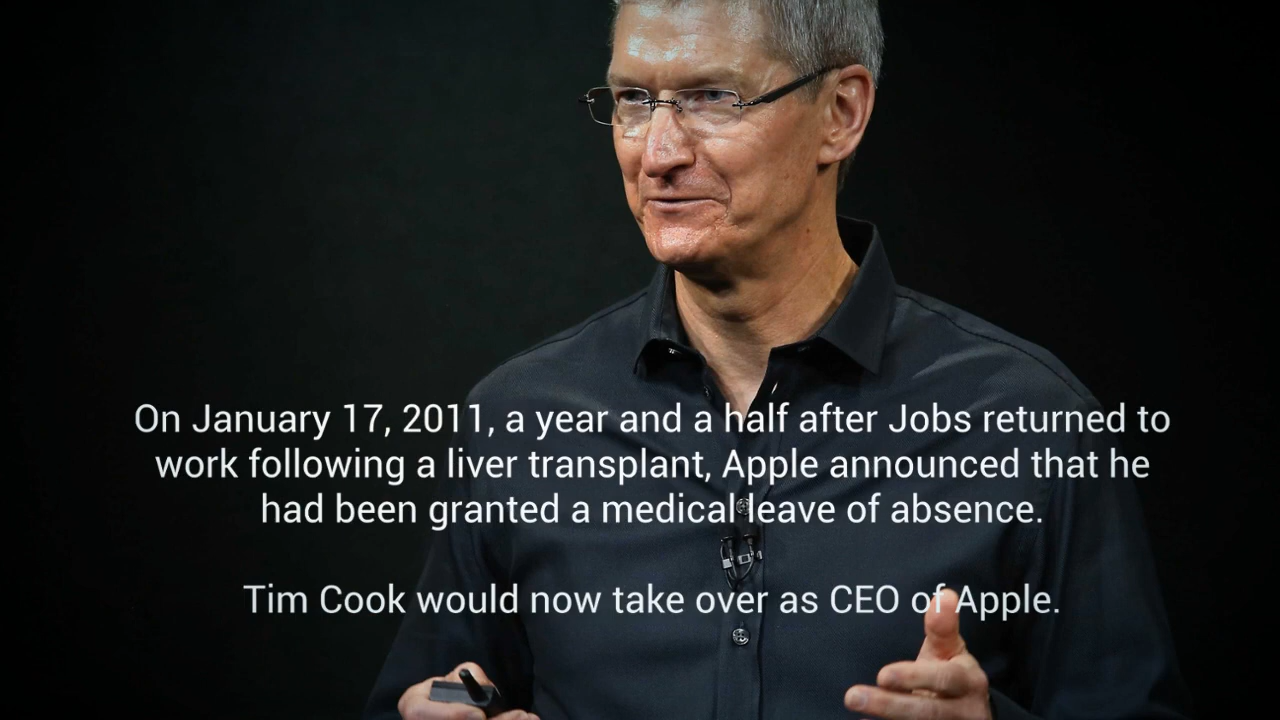 On January 17, 2011, a year and a half after Jobs returned to
work following a liver transplant, Apple announced that he
had been granted a medical leave of absence.
Tim Cook would now take over as CEO of Apple.